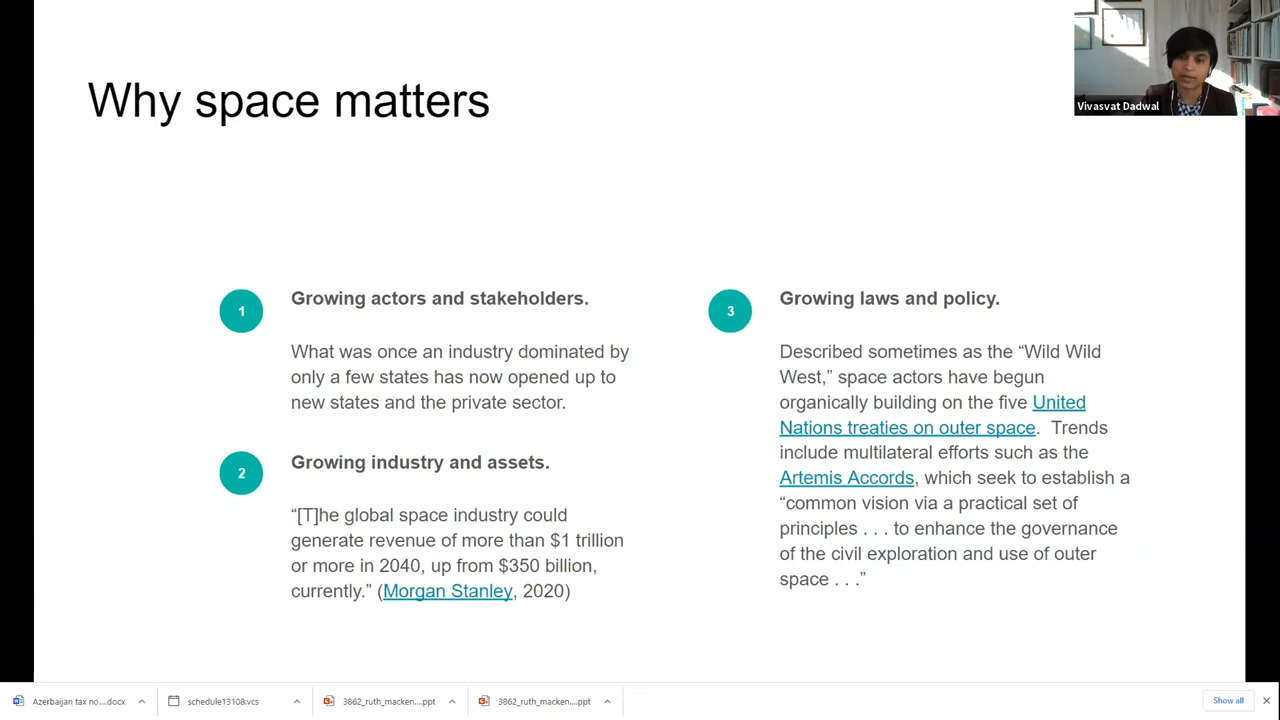 Why space matters
Vivasvat Dadwal
1
Growing actors and stakeholders.
What was once an industry dominated by
only a few states has now opened up to
new states and the private sector.
2
Growing industry and assets.
“[T]he global space industry could
generate revenue of more than $1 trillion
or more in 2040, up from $350 billion,
currently.” (Morgan Stanley, 2020)
3
Growing laws and policy.
Described sometimes as the “Wild Wild
West,” space actors have begun
organically building on the five United
Nations treaties on outer space. Trends
include multilateral efforts such as the
Artemis Accords, which seek to establish a
“common vision via a practical set of
principles . . . to enhance the governance
of the civil exploration and use of outer
space . . .”
Azerbaijan tax no....docx
schedule13108.vcs
3862_ruth_macken....ppt
3862_ruth_macken....ppt
Show all